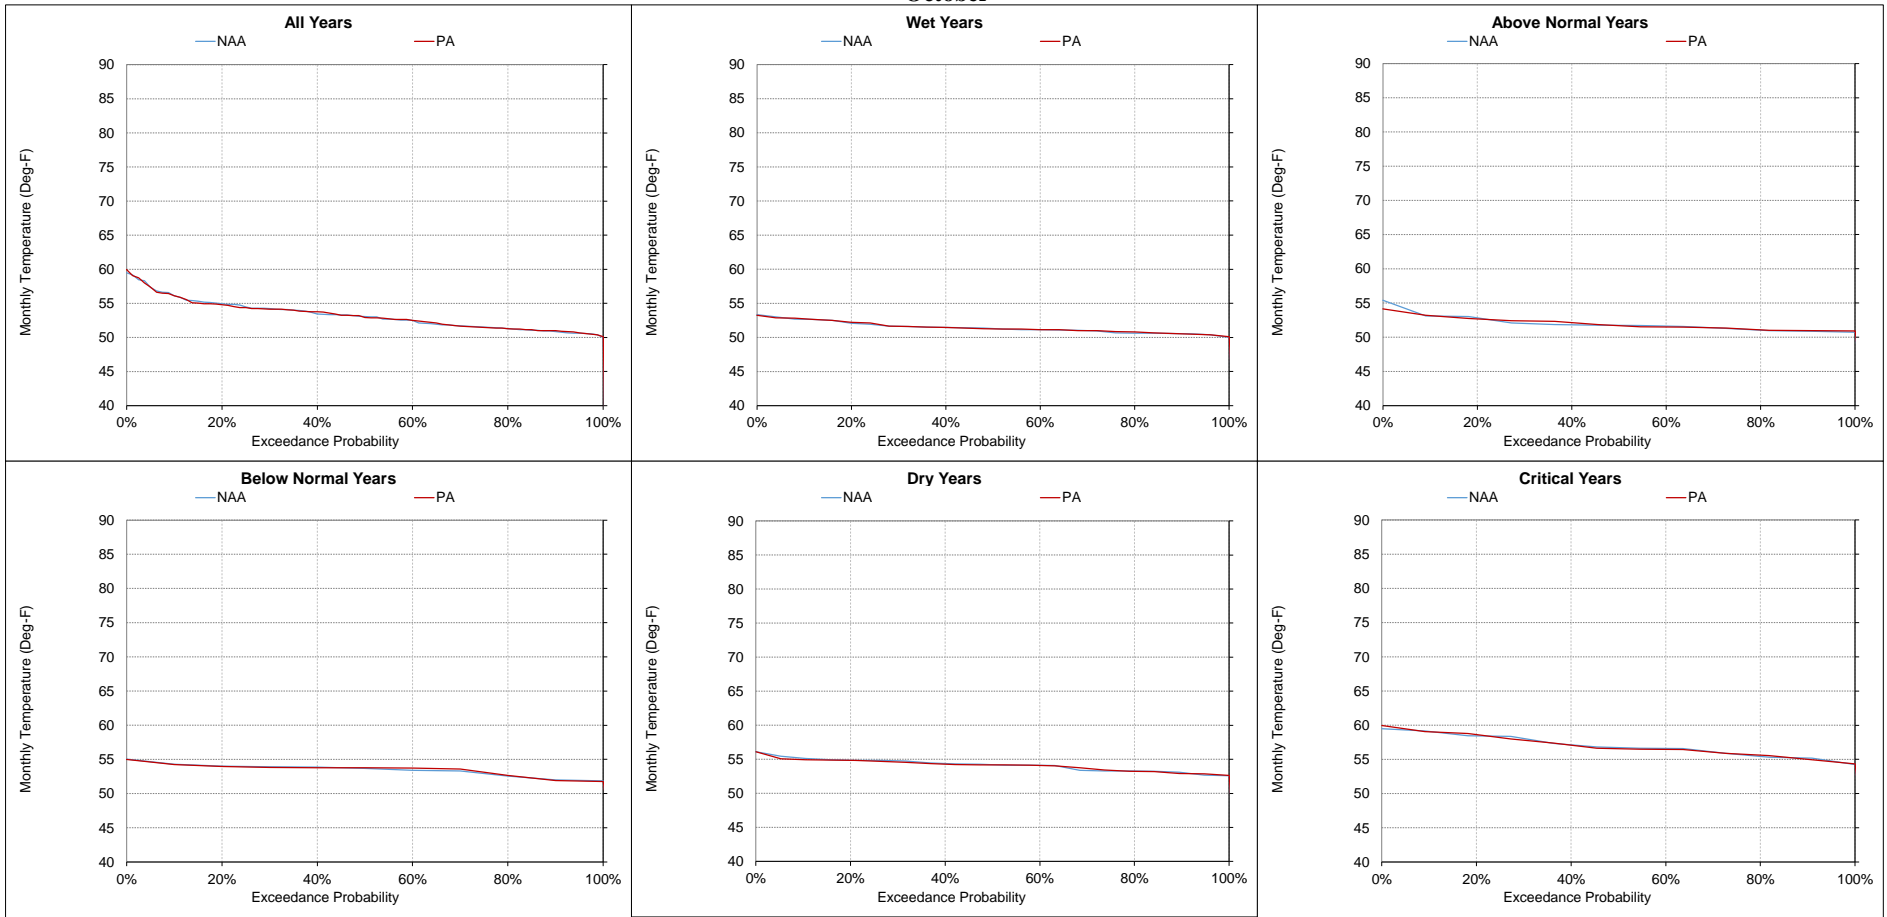 All Years
NAA PA
90
85
80
75
70
65
60
55
50
45
40
0% 20% 40% 60% 80% 100%
Monthly Temperature (Deg-F)
Exceedance Probability
Wet Years
NAA PA
90
85
80
75
70
65
60
55
50
45
40
0% 20% 40% 60% 80% 100%
Monthly Temperature (Deg-F)
Exceedance Probability
Above Normal Years
NAA PA
90
85
80
75
70
65
60
55
50
45
40
0% 20% 40% 60% 80% 100%
Monthly Temperature (Deg-F)
Exceedance Probability
Below Normal Years
NAA PA
90
85
80
75
70
65
60
55
50
45
40
0% 20% 40% 60% 80% 100%
Monthly Temperature (Deg-F)
Exceedance Probability
Dry Years
NAA PA
90
85
80
75
70
65
60
55
50
45
40
0% 20% 40% 60% 80% 100%
Monthly Temperature (Deg-F)
Exceedance Probability
Critical Years
NAA PA
90
85
80
75
70
65
60
55
50
45
40
0% 20% 40% 60% 80% 100%
Monthly Temperature (Deg-F)
Exceedance Probability